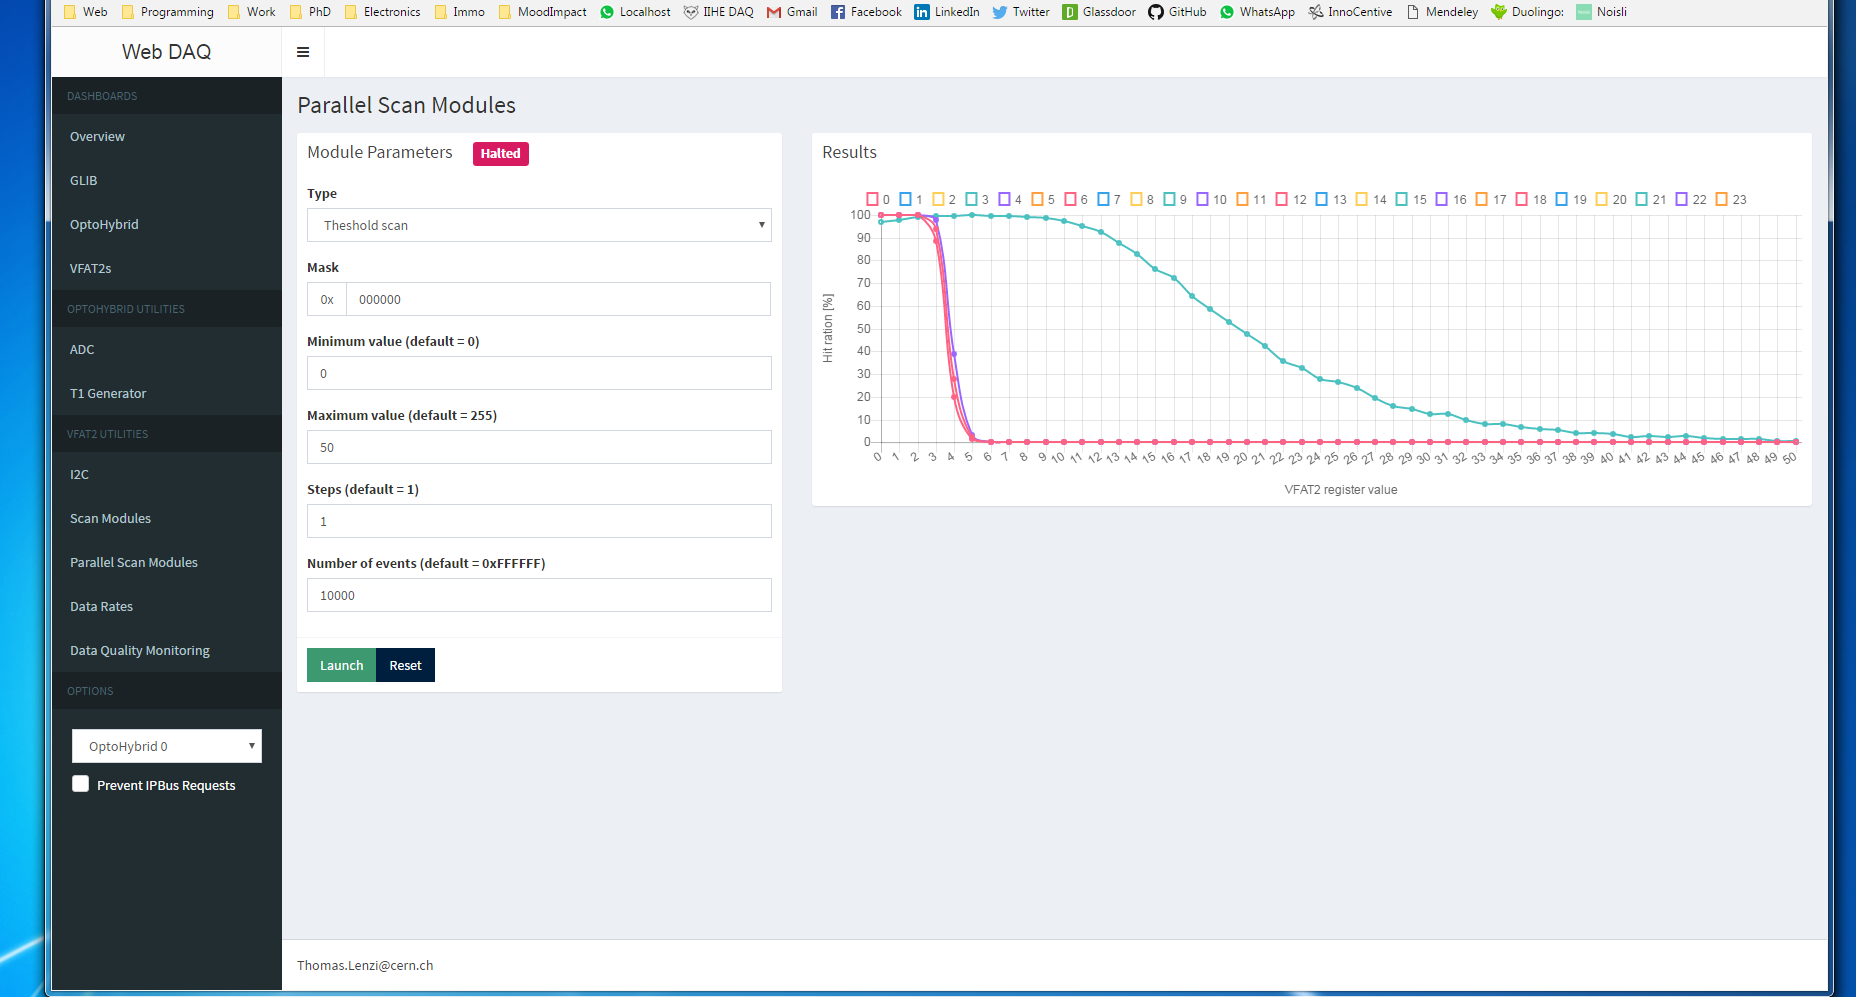 Web Programming Work PhD Electronics Immo MoodImpact Localhost IIHE DAQ Gmail Facebook LinkedIn Twitter Glassdoor GitHub WhatsApp InnoCentive Mendeley Duolingo: Noisli
Web DAQ
DASHBOARDS
Overview
GLIB
OptoHybrid
VFAT2s
OPTOHYBRID UTILITIES
ADC
T1 Generator
VFAT2 UTILITIES
I2C
Scan Modules
Parallel Scan Modules
Data Rates
Data Quality Monitoring
OPTIONS
OptoHybrid 0
Prevent IPBus Requests
Parallel Scan Modules
Module Parameters Halted
Type
Theshold scan
Mask
0x 000000
Minimum value (default = 0)
0
Maximum value (default = 255)
50
Steps (default = 1)
1
Number of events (default = 0xFFFFFF)
10000
Launch Reset
Results
0 1 2 3 4 5 6 7 8 9 10 11 12 13 14 15 16 17 18 19 20 21 22 23
100
90
80
70
60
50
40
30
20
10
0
Hit ration [%]
0 1 2 3 4 5 6 7 8 9 10 11 12 13 14 15 16 17 18 19 20 21 22 23 24 25 26 27 28 29 30 31 32 33 34 35 36 37 38 39 40 41 42 43 44 45 46 47 48 49 50
VFAT2 register value
Thomas.Lenzi@cern.ch